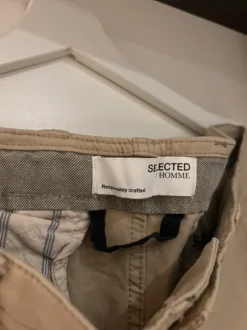 SELECTED
/ HOMME
Responsibly crafted